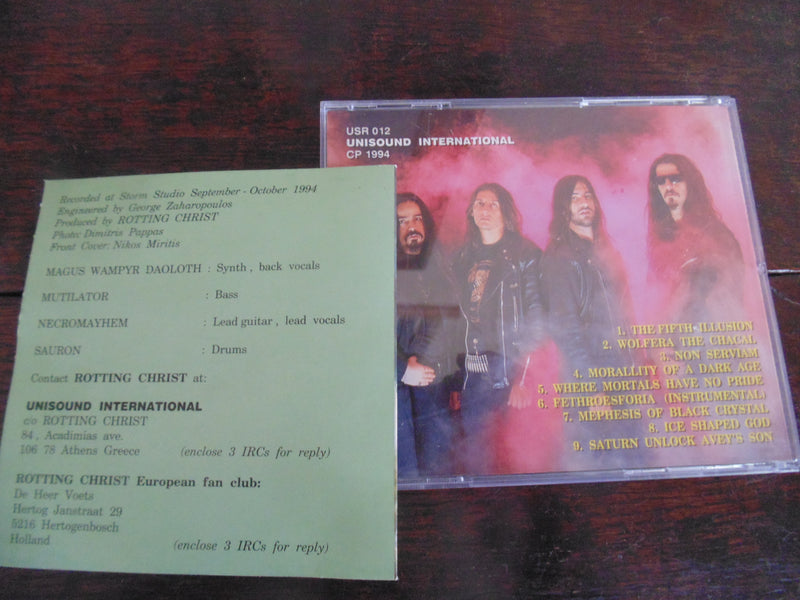 Recorded at Storm Studio September - October 1994
Engineered by George Zaharopoulos
Produced by ROTTING CHRIST
Photo: Dimitris Pappas
Front Cover: Nikos Miritis
MAGUS WAMPYR DAOLOTH : Synth, back vocals
MUTILATOR : Bass
NECROMAYHEM : Lead guitar, lead vocals
SAURON : Drums
Contact ROTTING CHRIST at:
UNISOUND INTERNATIONAL
c/o ROTTING CHRIST
84, Acadimias ave.
106 78 Athens Greece (enclose 3 IRCs for reply)
ROTTING CHRIST European fan club:
De Heer Voets
Hertog Janstraat 29
5216 Hertogenbosch
Holland (enclose 3 IRCs for reply)
USR 012
UNISOUND INTERNATIONAL
CP 1994
1. THE FIFTH ILLUSION
2. WOLFERA THE CHACAL
3. NON SERVIAM
4. MORALLITY OF A DARK AGE
5. WHERE MORTALS HAVE NO PRIDE
6. FETHROESFORIA (INSTRUMENTAL)
7. MEPHESIS OF BLACK CRYSTAL
8. ICE SHAPED GOD
9. SATURN UNLOCK AVEY'S SON